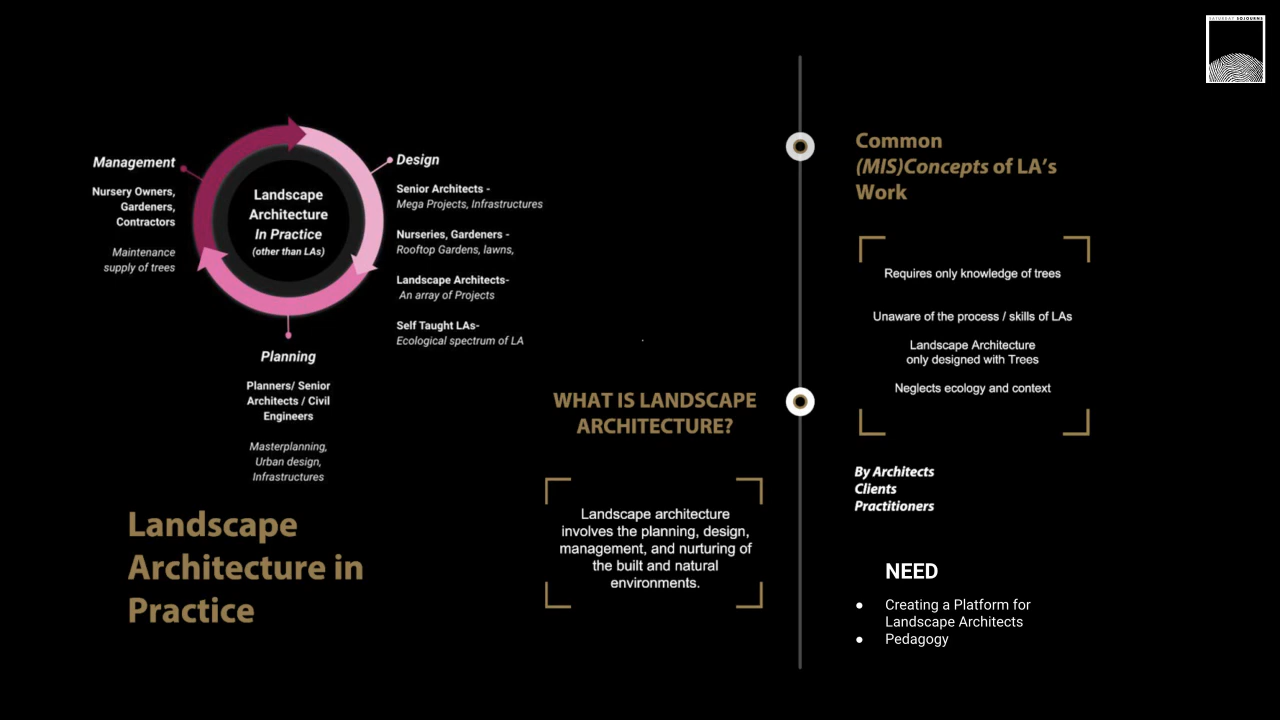 SATURDAY SOJOURNS
Management
Nursery Owners,
Gardeners,
Contractors
Maintenance
supply of trees
Landscape
Architecture
In Practice
(other than LAs)
Design
Senior Architects -
Mega Projects, Infrastructures
Nurseries, Gardeners -
Rooftop Gardens, lawns,
Landscape Architects-
An array of Projects
Self Taught LAs-
Ecological spectrum of LA
Planning
Planners/ Senior
Architects / Civil
Engineers
Masterplanning,
Urban design,
Infrastructures
Landscape
Architecture in
Practice
WHAT IS LANDSCAPE
ARCHITECTURE?
Landscape architecture
involves the planning, design,
management, and nurturing of
the built and natural
environments.
Common
(MIS)Concepts of LA's
Work
Requires only knowledge of trees
Unaware of the process / skills of LAs
Landscape Architecture
only designed with Trees
Neglects ecology and context
By Architects
Clients
Practitioners
NEED
● Creating a Platform for
Landscape Architects
● Pedagogy